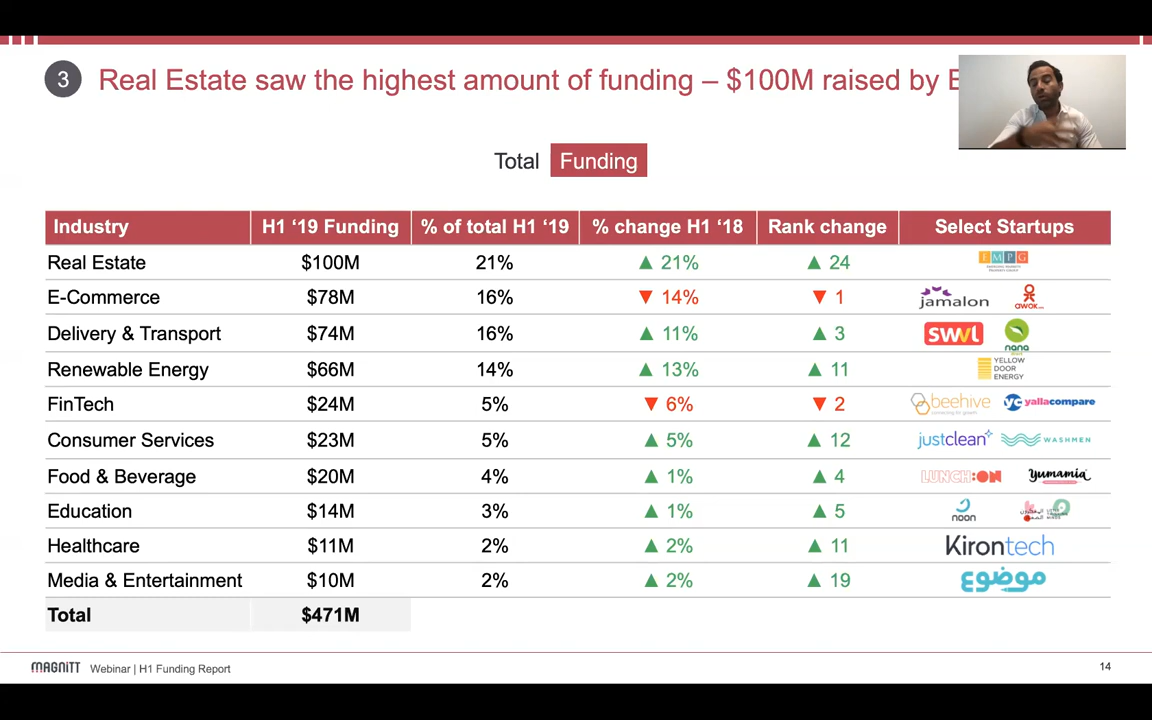 3
Real Estate saw the highest amount of funding – $100M raised by E
Total Funding
Industry H1 ‘19 Funding % of total H1 ‘19 % change H1 ‘18 Rank change Select Startups
Real Estate $100M 21% ▲ 21% ▲ 24 EMPG
E-Commerce $78M 16% ▼ 14% ▼ 1 jamalon awok
Delivery & Transport $74M 16% ▲ 11% ▲ 3 swvl nana
Renewable Energy $66M 14% ▲ 13% ▲ 11 YELLOW DOOR ENERGY
FinTech $24M 5% ▼ 6% ▼ 2 beehive yc yallacompare
Consumer Services $23M 5% ▲ 5% ▲ 12 justclean WASHMEN
Food & Beverage $20M 4% ▲ 1% ▲ 4 LUNCH:ON yumamia
Education $14M 3% ▲ 1% ▲ 5 noon
Healthcare $11M 2% ▲ 2% ▲ 11 Kirontech
Media & Entertainment $10M 2% ▲ 2% ▲ 19 موضوع
Total $471M
MAGNiTT Webinar | H1 Funding Report 14